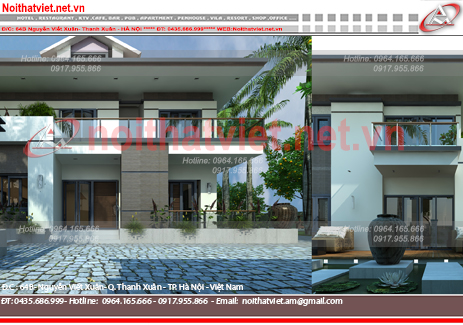 Noithatviet.net.vn
HOTEL, RESTAURANT, KTV,CAFE, BAR, PUB, APARTMENT, PENHOUSE, VILA, RESORT, SHOP,OFFICE ....
Đ/C: 64B Nguyễn Viết Xuân- Thanh Xuân - HÀ NỘI ***** ĐT: 0435.686.999***** WEB:Noithatviet.net.vn
Hotline: 0964.165.666
0917.955.866
Hotline: 0964.165.666
0917.955.866
noithatviet.net.vn
Hotline: 0964.165.666
0917.955.866
Hotline: 0964.165.666
0917.955.866
Hotline: 0964.165.666
0917.955.866
Hotline: 0964.165.666
0917.955.866
Đ/C: 64B- Nguyễn Viết Xuân- Q. Thanh Xuân - TP Hà Nội - Việt Nam
ĐT: 0435.686.999- Hotline: 0964.165.666 - 0917.955.866 - Email: noithatviet.am@gmail.com